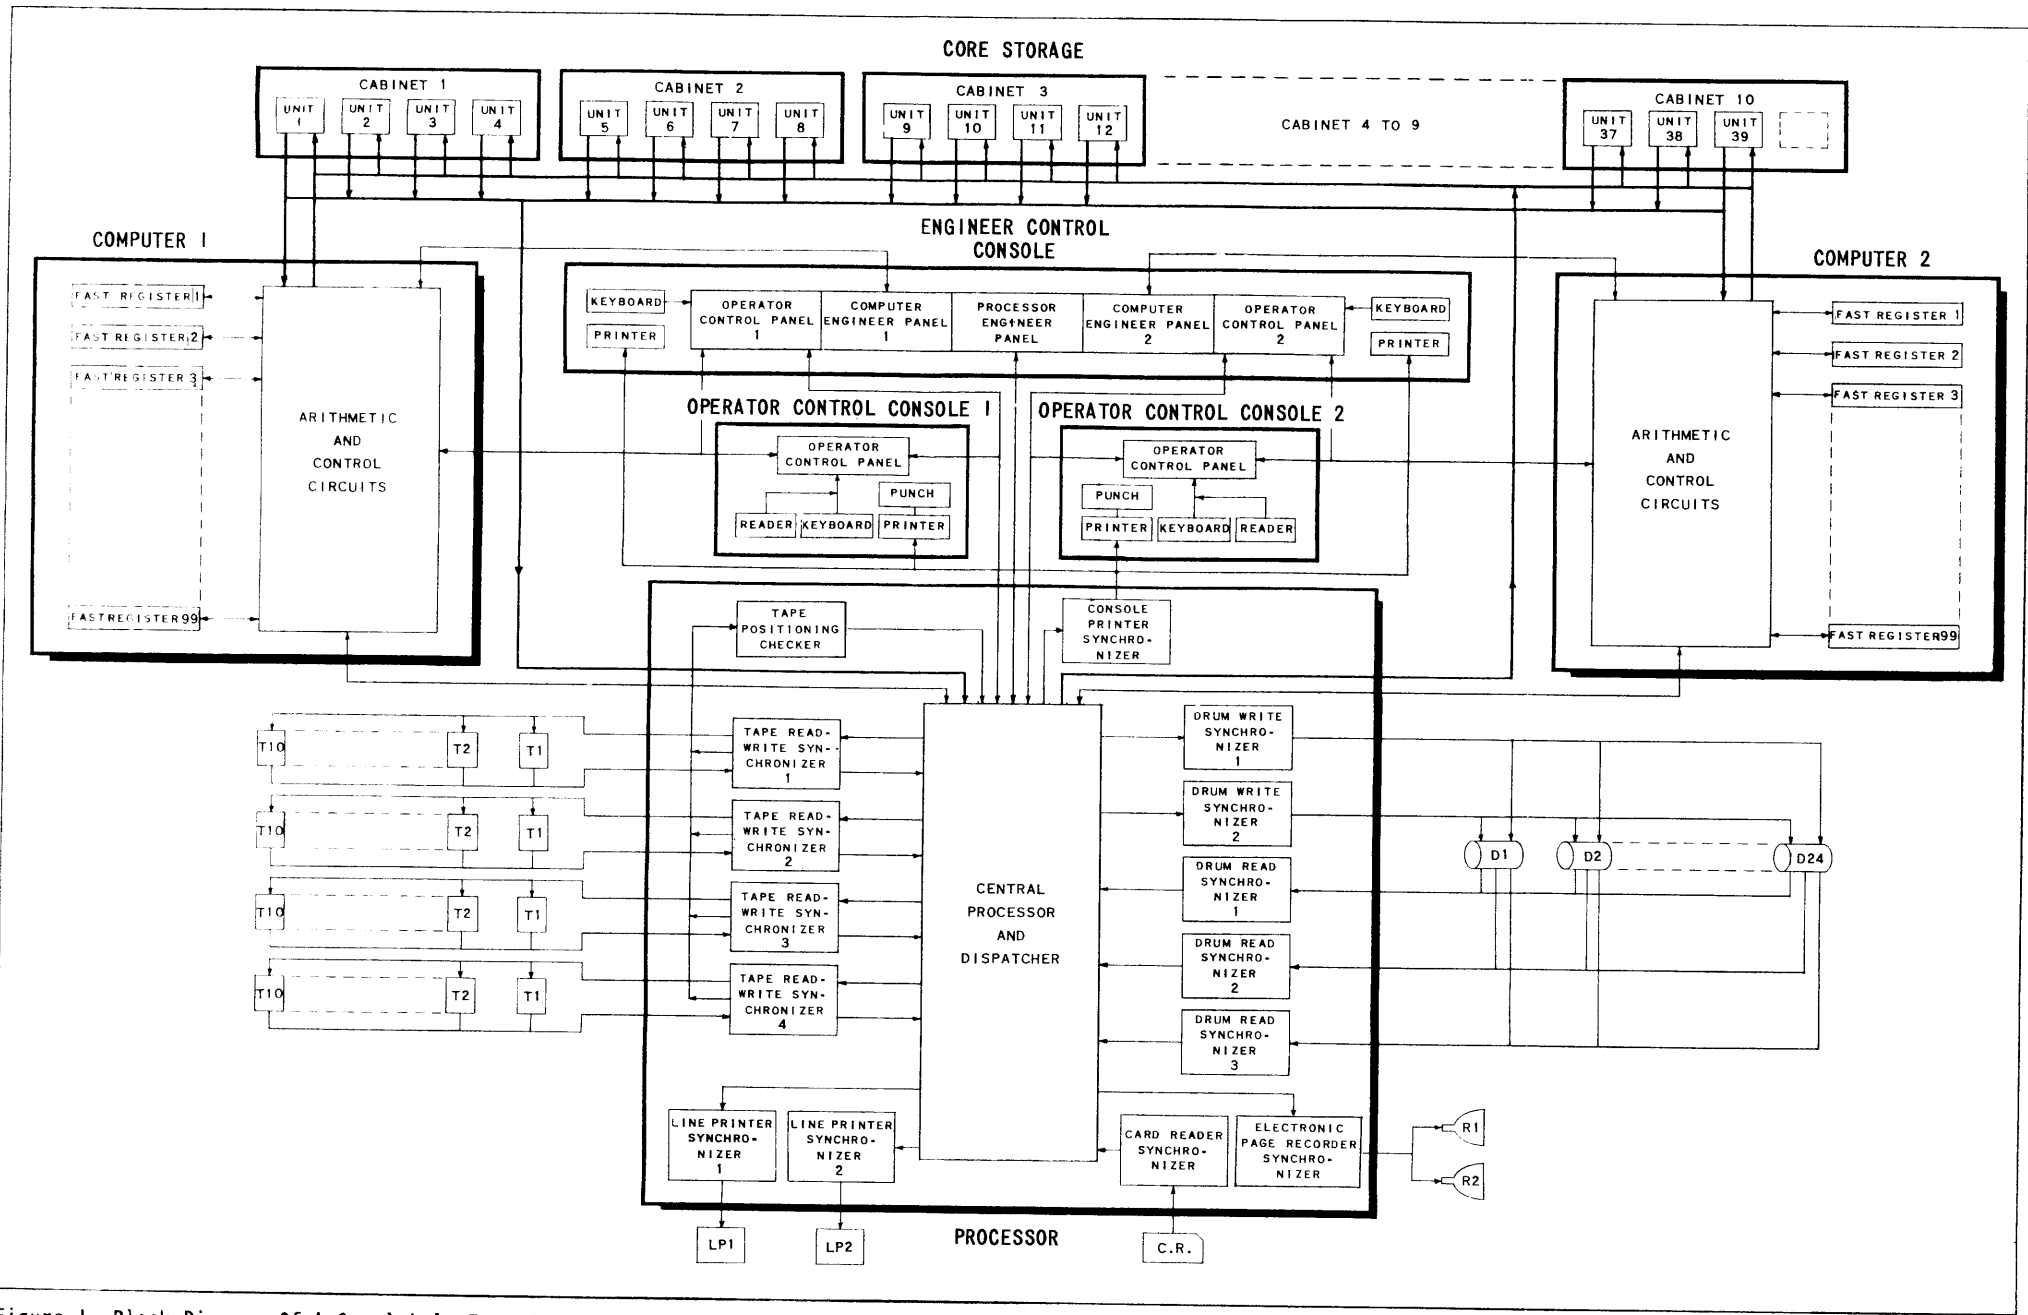 CORE STORAGE
CABINET 1
UNIT 1
UNIT 2
UNIT 3
UNIT 4
CABINET 2
UNIT 5
UNIT 6
UNIT 7
UNIT 8
CABINET 3
UNIT 9
UNIT 10
UNIT 11
UNIT 12
CABINET 4 TO 9
CABINET 10
UNIT 37
UNIT 38
UNIT 39
COMPUTER 1
FAST REGISTER 1
FAST REGISTER 2
FAST REGISTER 3
FAST REGISTER 99
ARITHMETIC
AND
CONTROL
CIRCUITS
ENGINEER CONTROL
CONSOLE
KEYBOARD
PRINTER
OPERATOR
CONTROL PANEL
1
COMPUTER
ENGINEER PANEL
1
PROCESSOR
ENGINEER
PANEL
COMPUTER
ENGINEER PANEL
2
OPERATOR
CONTROL PANEL
2
KEYBOARD
PRINTER
COMPUTER 2
ARITHMETIC
AND
CONTROL
CIRCUITS
FAST REGISTER 1
FAST REGISTER 2
FAST REGISTER 3
FAST REGISTER 99
OPERATOR CONTROL CONSOLE 1
OPERATOR
CONTROL PANEL
PUNCH
READER
KEYBOARD
PRINTER
OPERATOR CONTROL CONSOLE 2
OPERATOR
CONTROL PANEL
PUNCH
PRINTER
KEYBOARD
READER
TAPE
POSITIONING
CHECKER
CONSOLE
PRINTER
SYNCHRO-
NIZER
T10
T2
T1
TAPE READ-
WRITE SYN-
CHRONIZER
1
T10
T2
T1
TAPE READ-
WRITE SYN-
CHRONIZER
2
T10
T2
T1
TAPE READ-
WRITE SYN-
CHRONIZER
3
T10
T2
T1
TAPE READ-
WRITE SYN-
CHRONIZER
4
CENTRAL
PROCESSOR
AND
DISPATCHER
DRUM WRITE
SYNCHRO-
NIZER
1
DRUM WRITE
SYNCHRO-
NIZER
2
DRUM READ
SYNCHRO-
NIZER
1
DRUM READ
SYNCHRO-
NIZER
2
DRUM READ
SYNCHRO-
NIZER
3
D1
D2
D24
LINE PRINTER
SYNCHRO-
NIZER
1
LINE PRINTER
SYNCHRO-
NIZER
2
CARD READER
SYNCHRO-
NIZER
ELECTRONIC
PAGE RECORDER
SYNCHRO-
NIZER
R1
R2
LP1
LP2
PROCESSOR
C.R.